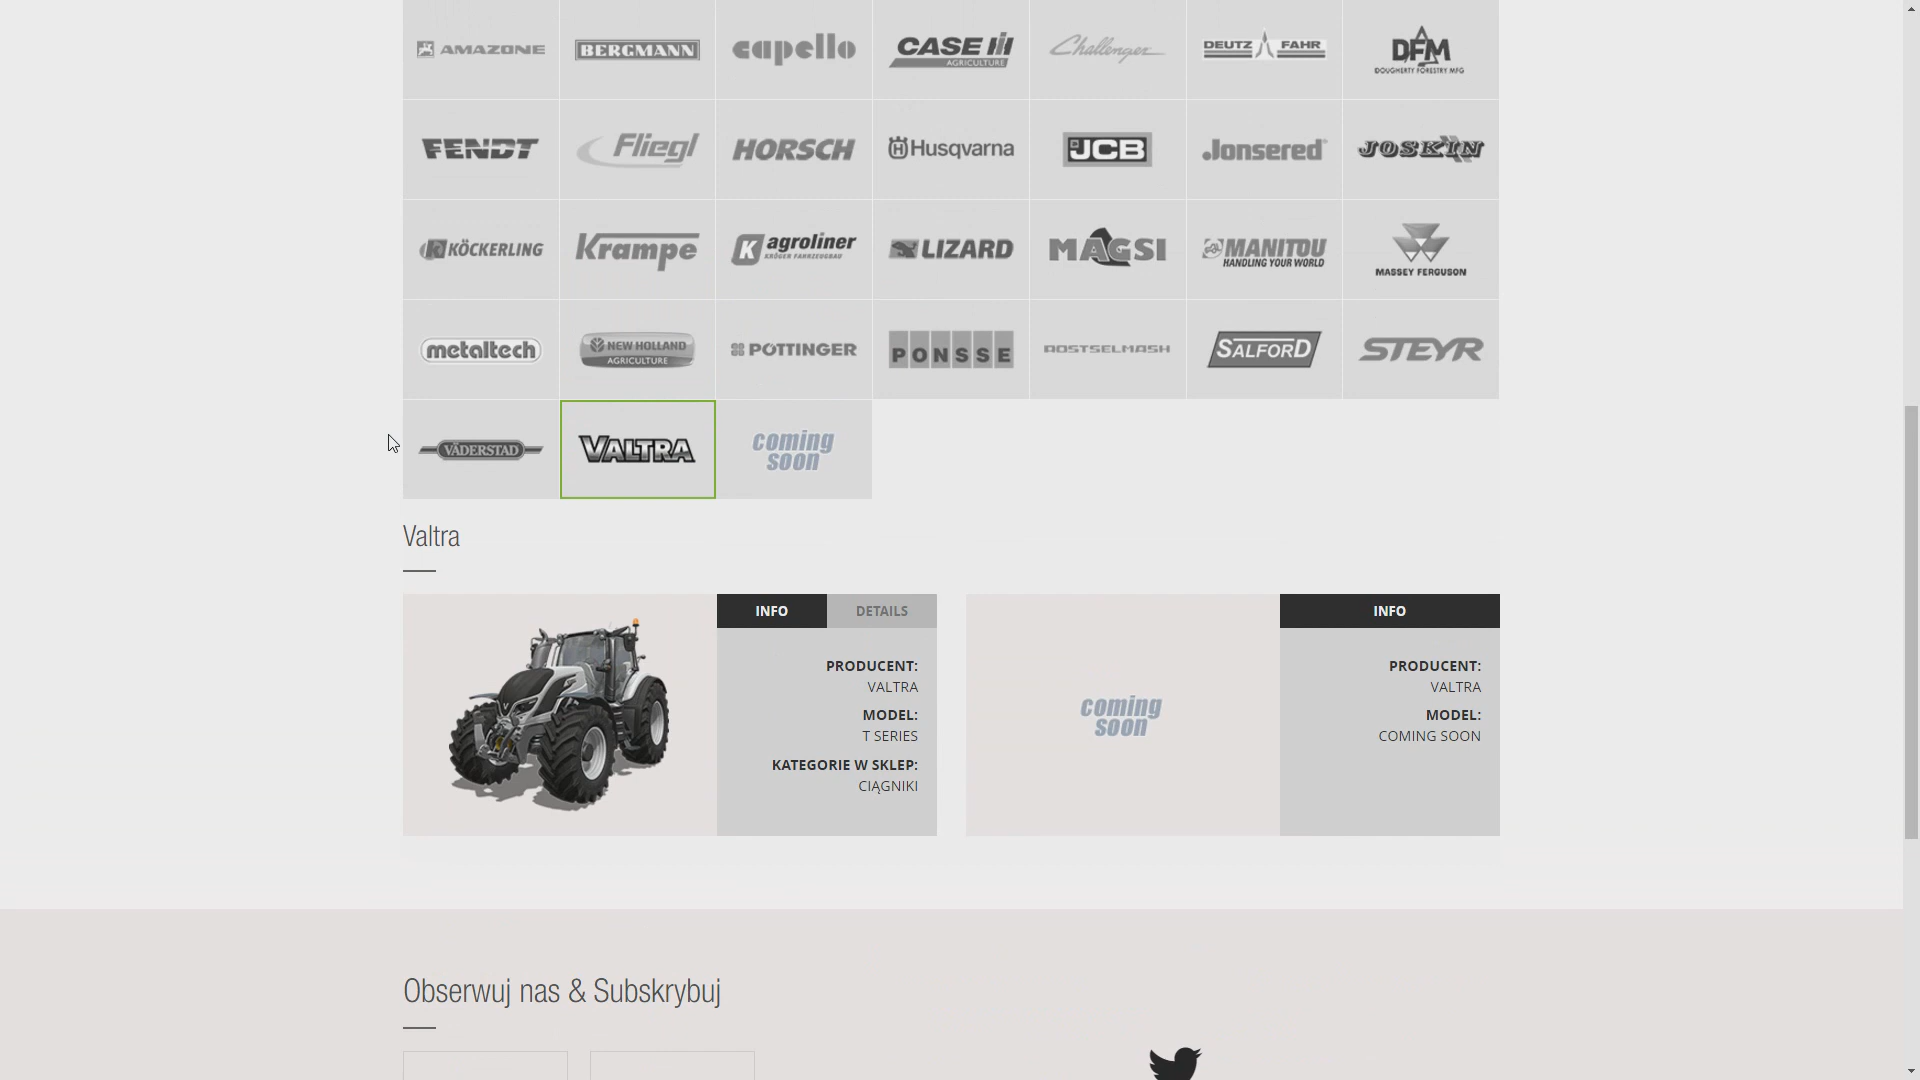 AMAZONE
BERGMANN
capello
CASE IH
AGRICULTURE
Challenger
DEUTZ FAHR
DFM
DOUGHERTY FORESTRY MFG
FENDT
Fliegl
HORSCH
Husqvarna
JCB
Jonsered
JOSKIN
KÖCKERLING
Krampe
agroliner
KRÖGER FAHRZEUGBAU
LIZARD
MAGSI
MANITOU
HANDLING YOUR WORLD
MASSEY FERGUSON
metaltech
NEW HOLLAND
AGRICULTURE
PÖTTINGER
PONSSE
ROSTSELMASH
SALFORD
STEYR
VÄDERSTAD
VALTRA
coming
soon
Valtra
INFO
DETAILS
PRODUCENT:
VALTRA
MODEL:
T SERIES
KATEGORIE W SKLEP:
CIĄGNIKI
coming
soon
INFO
PRODUCENT:
VALTRA
MODEL:
COMING SOON
Obserwuj nas & Subskrybuj